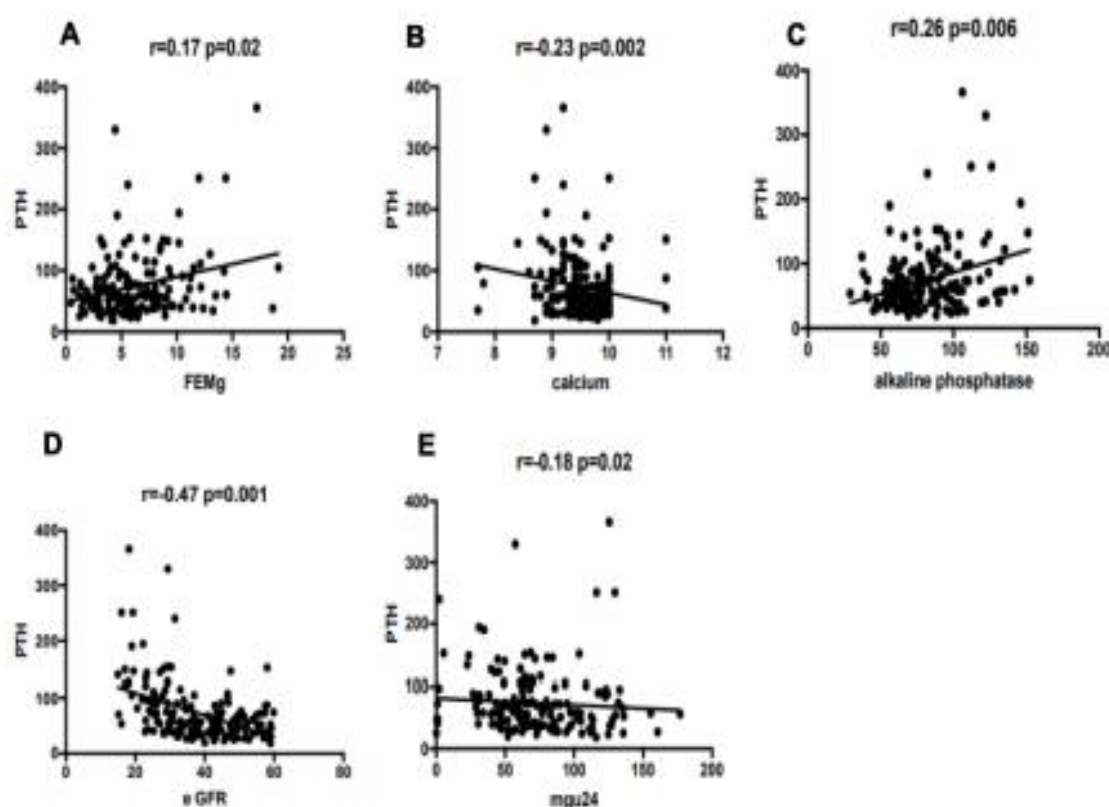 A
r=0.17 p=0.02
400
300
200
100
0
PTH
0 5 10 15 20 25
FEMg
B
r=-0.23 p=0.002
400
300
200
100
0
PTH
7 8 9 10 11 12
calcium
C
r=0.26 p=0.006
400
300
200
100
0
PTH
0 50 100 150 200
alkaline phosphatase
D
r=-0.47 p=0.001
400
300
200
100
0
PTH
0 20 40 60 80
e GFR
E
r=-0.18 p=0.02
400
300
200
100
0
PTH
0 50 100 150 200
mgu24